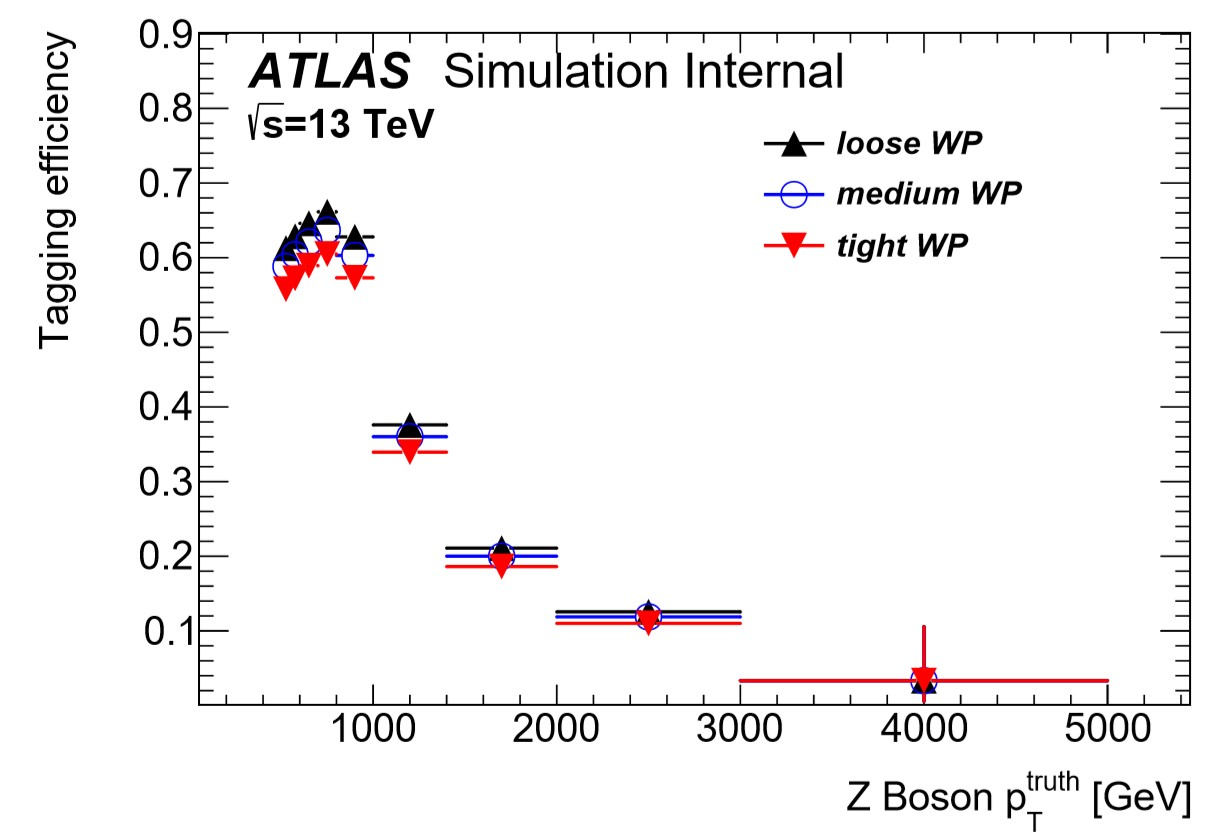 Tagging efficiency
0.9
0.8
0.7
0.6
0.5
0.4
0.3
0.2
0.1
ATLAS Simulation Internal
√s=13 TeV
loose WP
medium WP
tight WP
1000 2000 3000 4000 5000
Z Boson p_T^truth [GeV]